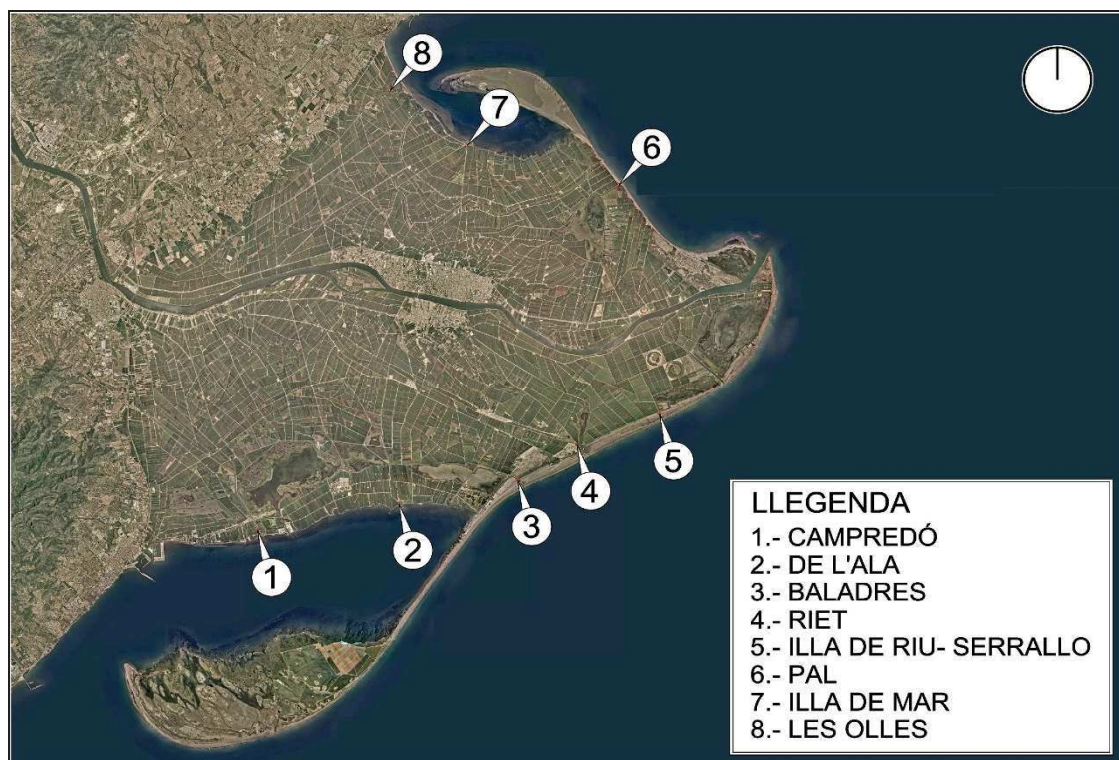 8
7
6
5
4
3
2
1
LLEGENDA
1.- CAMPREDÓ
2.- DE L'ALA
3.- BALADRES
4.- RIET
5.- ILLA DE RIU- SERRALLO
6.- PAL
7.- ILLA DE MAR
8.- LES OLLES